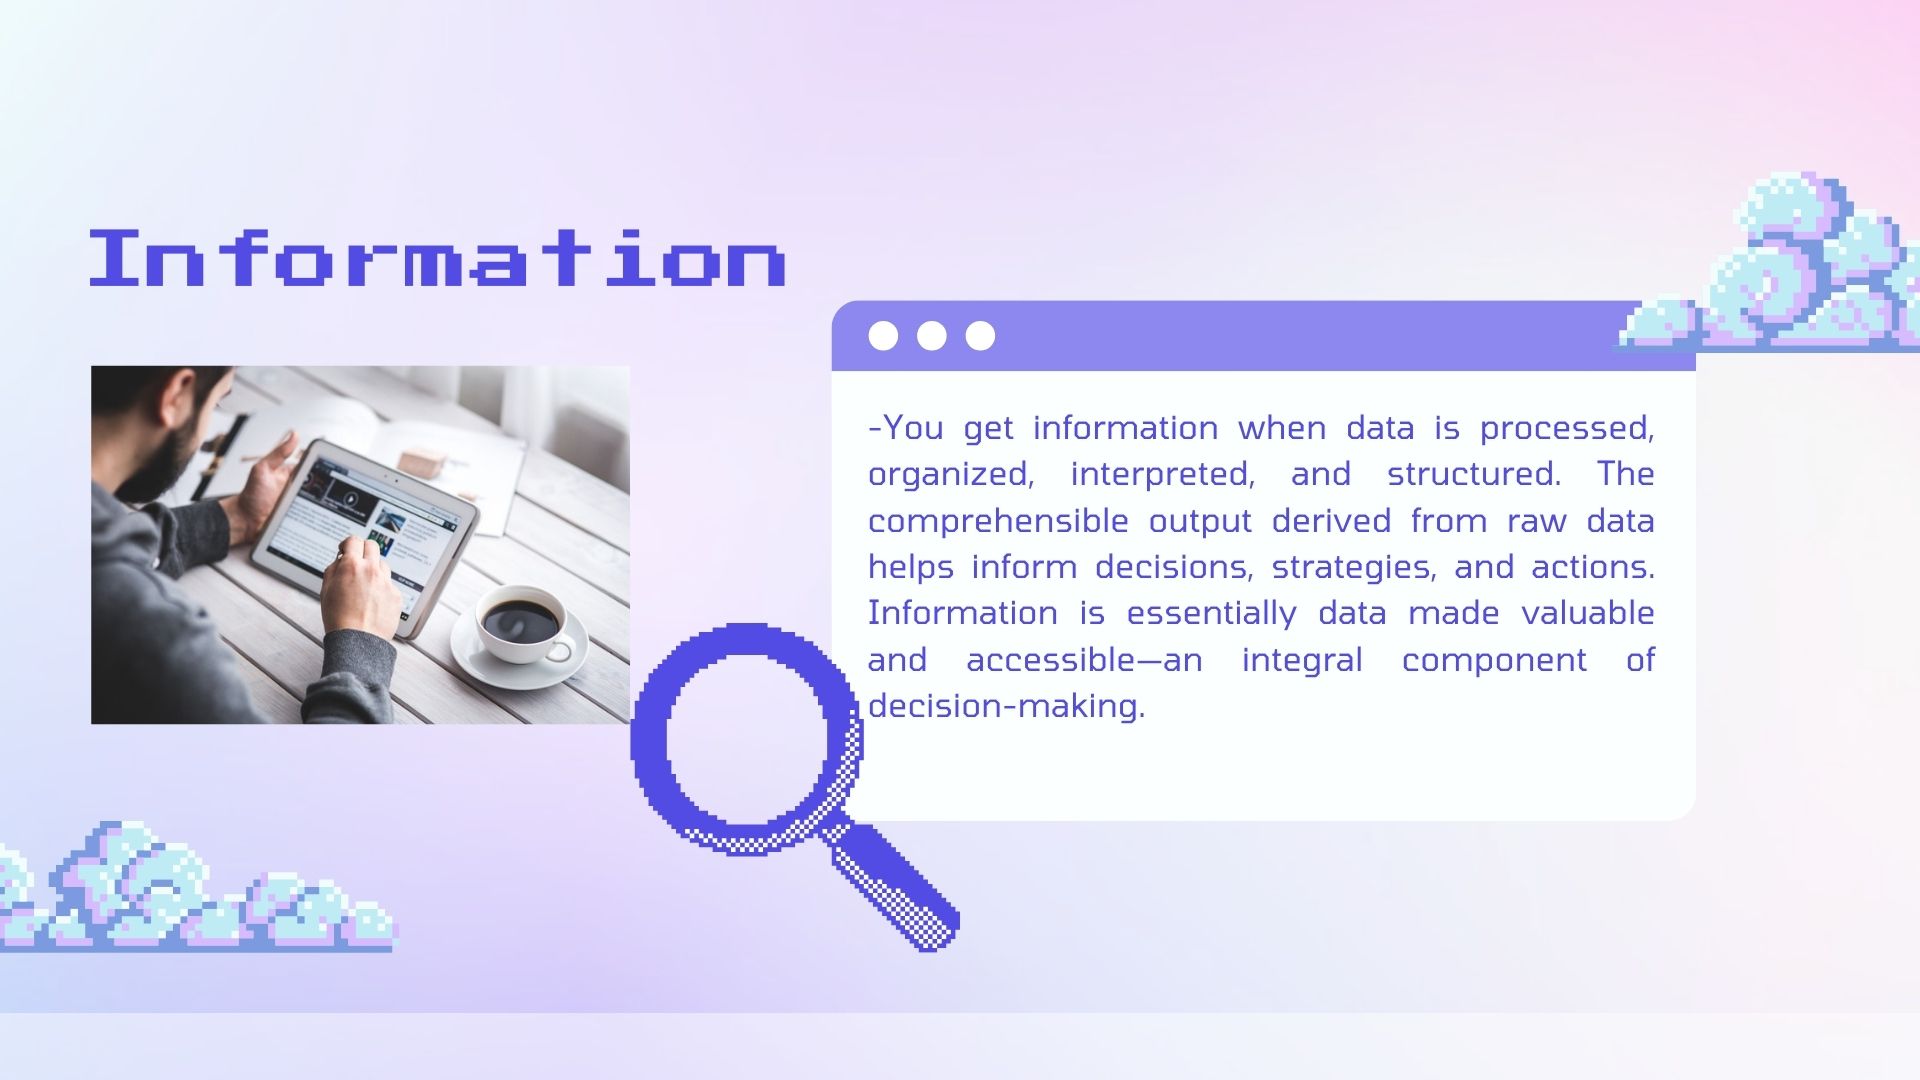 Information
-You get information when data is processed,
organized, interpreted, and structured. The
comprehensible output derived from raw data
helps inform decisions, strategies, and actions.
Information is essentially data made valuable
and accessible—an integral component of
decision-making.